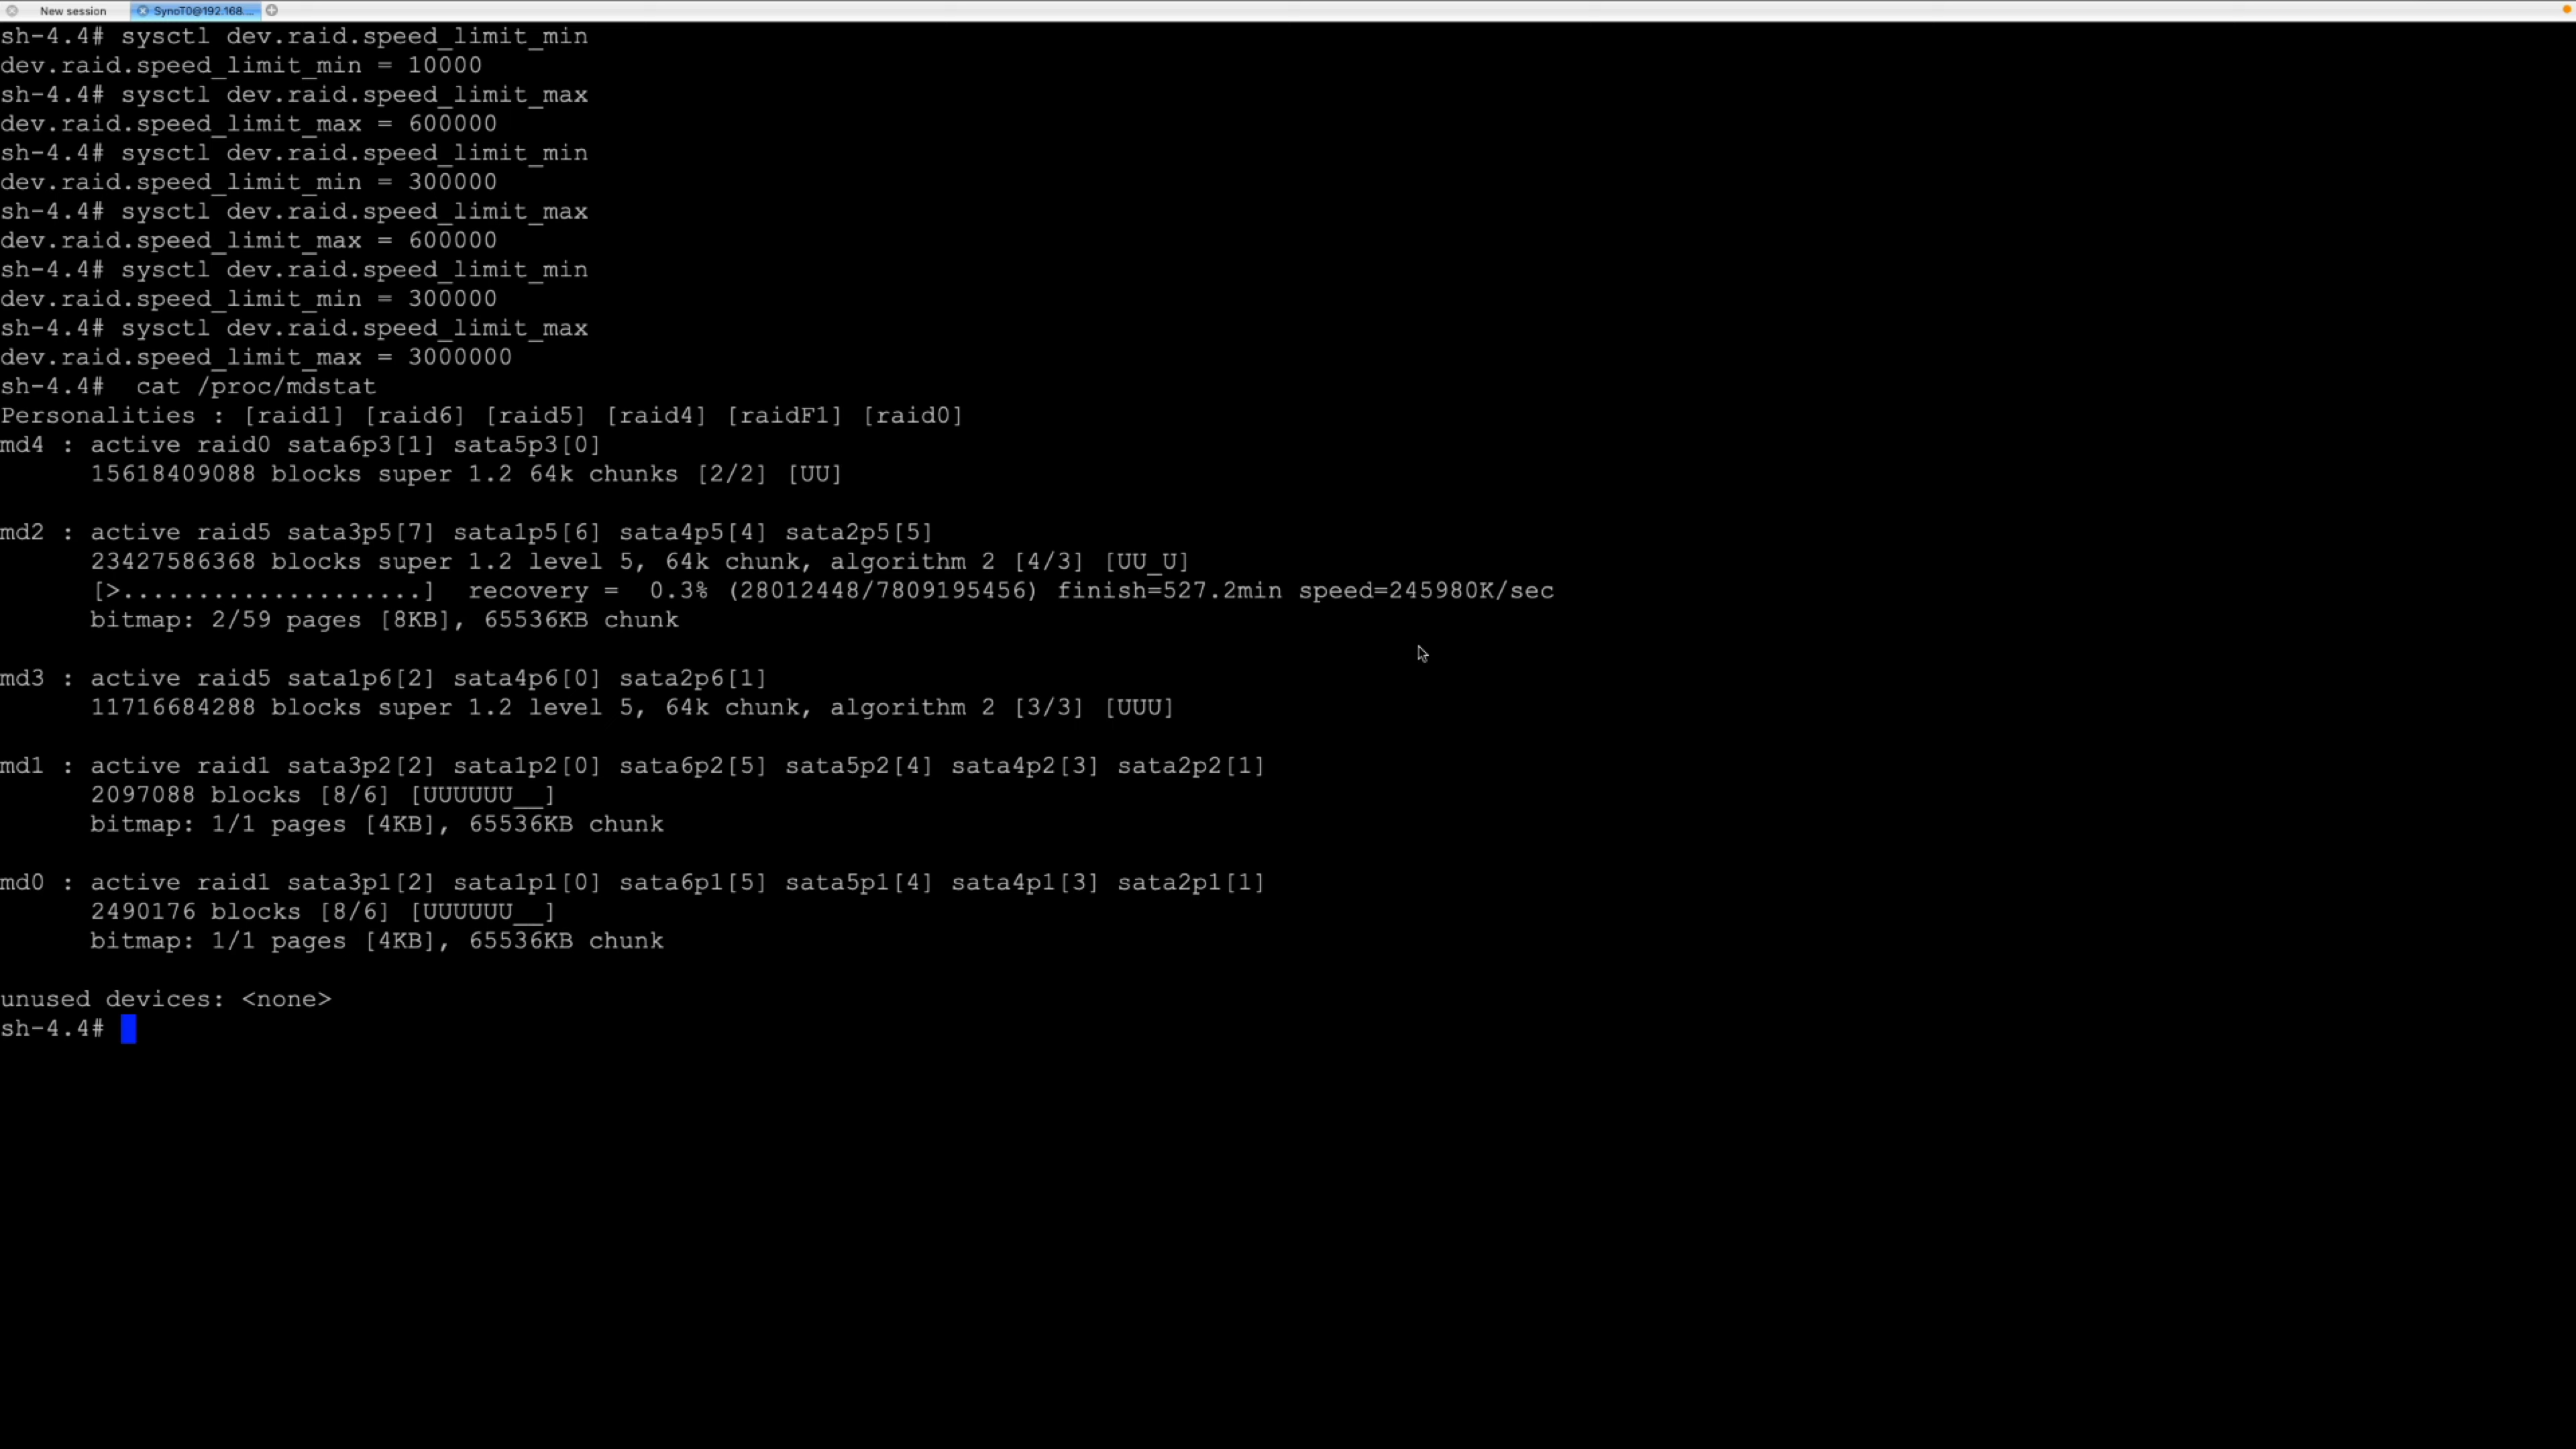 New session
SynoT0@192.168....
sh-4.4# sysctl dev.raid.speed_limit_min
dev.raid.speed_limit_min = 10000
sh-4.4# sysctl dev.raid.speed_limit_max
dev.raid.speed_limit_max = 600000
sh-4.4# sysctl dev.raid.speed_limit_min
dev.raid.speed_limit_min = 300000
sh-4.4# sysctl dev.raid.speed_limit_max
dev.raid.speed_limit_max = 600000
sh-4.4# sysctl dev.raid.speed_limit_min
dev.raid.speed_limit_min = 300000
sh-4.4# sysctl dev.raid.speed_limit_max
dev.raid.speed_limit_max = 3000000
sh-4.4#  cat /proc/mdstat
Personalities : [raid1] [raid6] [raid5] [raid4] [raidF1] [raid0]
md4 : active raid0 sata6p3[1] sata5p3[0]
      15618409088 blocks super 1.2 64k chunks [2/2] [UU]
md2 : active raid5 sata3p5[7] sata1p5[6] sata4p5[4] sata2p5[5]
      23427586368 blocks super 1.2 level 5, 64k chunk, algorithm 2 [4/3] [UU_U]
      [>....................]  recovery =  0.3% (28012448/7809195456) finish=527.2min speed=245980K/sec
      bitmap: 2/59 pages [8KB], 65536KB chunk
md3 : active raid5 sata1p6[2] sata4p6[0] sata2p6[1]
      11716684288 blocks super 1.2 level 5, 64k chunk, algorithm 2 [3/3] [UUU]
md1 : active raid1 sata3p2[2] sata1p2[0] sata6p2[5] sata5p2[4] sata4p2[3] sata2p2[1]
      2097088 blocks [8/6] [UUUUUU__]
      bitmap: 1/1 pages [4KB], 65536KB chunk
md0 : active raid1 sata3p1[2] sata1p1[0] sata6p1[5] sata5p1[4] sata4p1[3] sata2p1[1]
      2490176 blocks [8/6] [UUUUUU__]
      bitmap: 1/1 pages [4KB], 65536KB chunk
unused devices: <none>
sh-4.4#